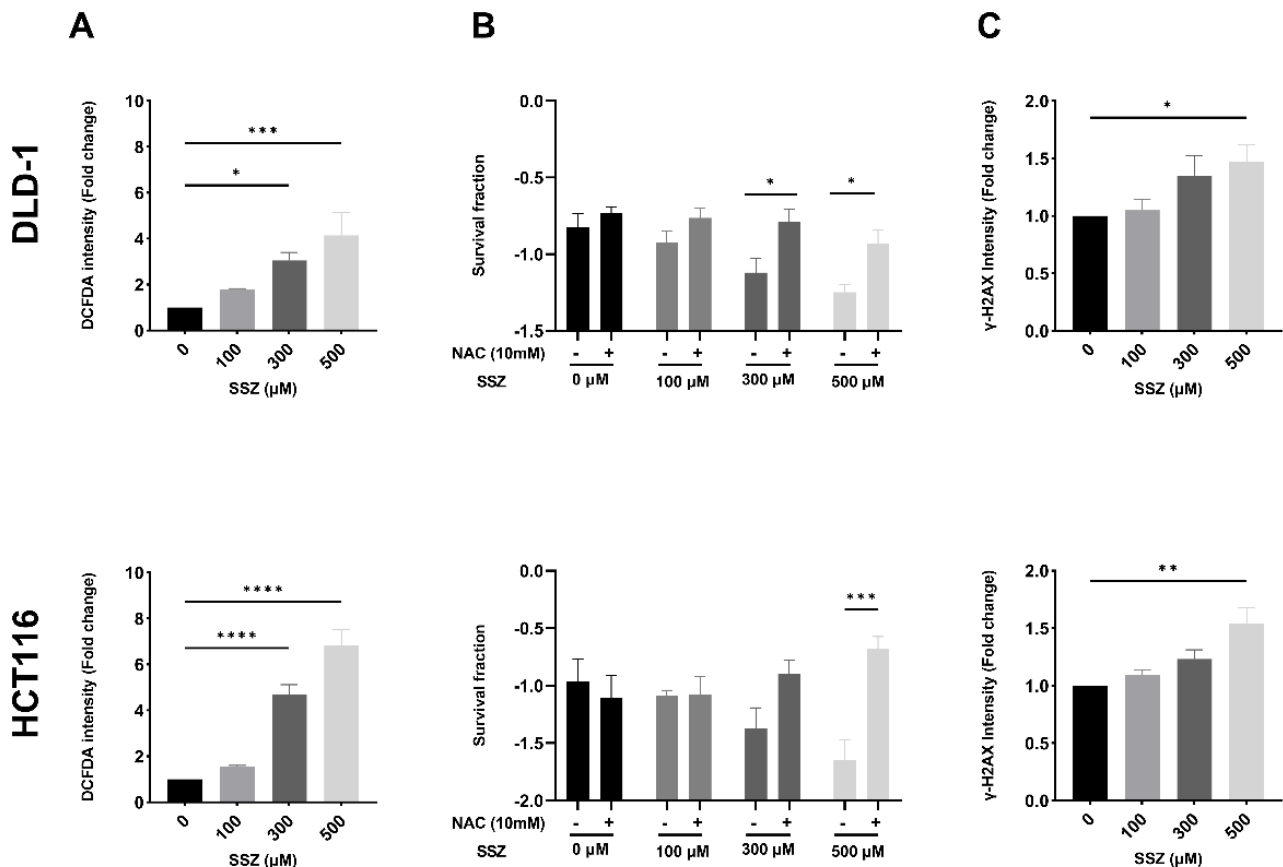 A
B
C
DLD-1
DCFDA intensity (Fold change)
10
8
6
4
2
0
***
*
0
100
300
500
SSZ (µM)
Survival fraction
0.0
-0.5
-1.0
-1.5
*
*
NAC (10mM)
- + - + - + - +
SSZ
0 µM
100 µM
300 µM
500 µM
γ-H2AX Intensity (Fold change)
2.0
1.5
1.0
0.5
0.0
*
0
100
300
500
SSZ (µM)
HCT116
DCFDA intensity (Fold change)
10
8
6
4
2
0
****
****
0
100
300
500
SSZ (µM)
Survival fraction
0.0
-0.5
-1.0
-1.5
-2.0
***
NAC (10mM)
- + - + - + - +
SSZ
0 µM
100 µM
300 µM
500 µM
γ-H2AX Intensity (Fold change)
2.0
1.5
1.0
0.5
0.0
**
0
100
300
500
SSZ (µM)